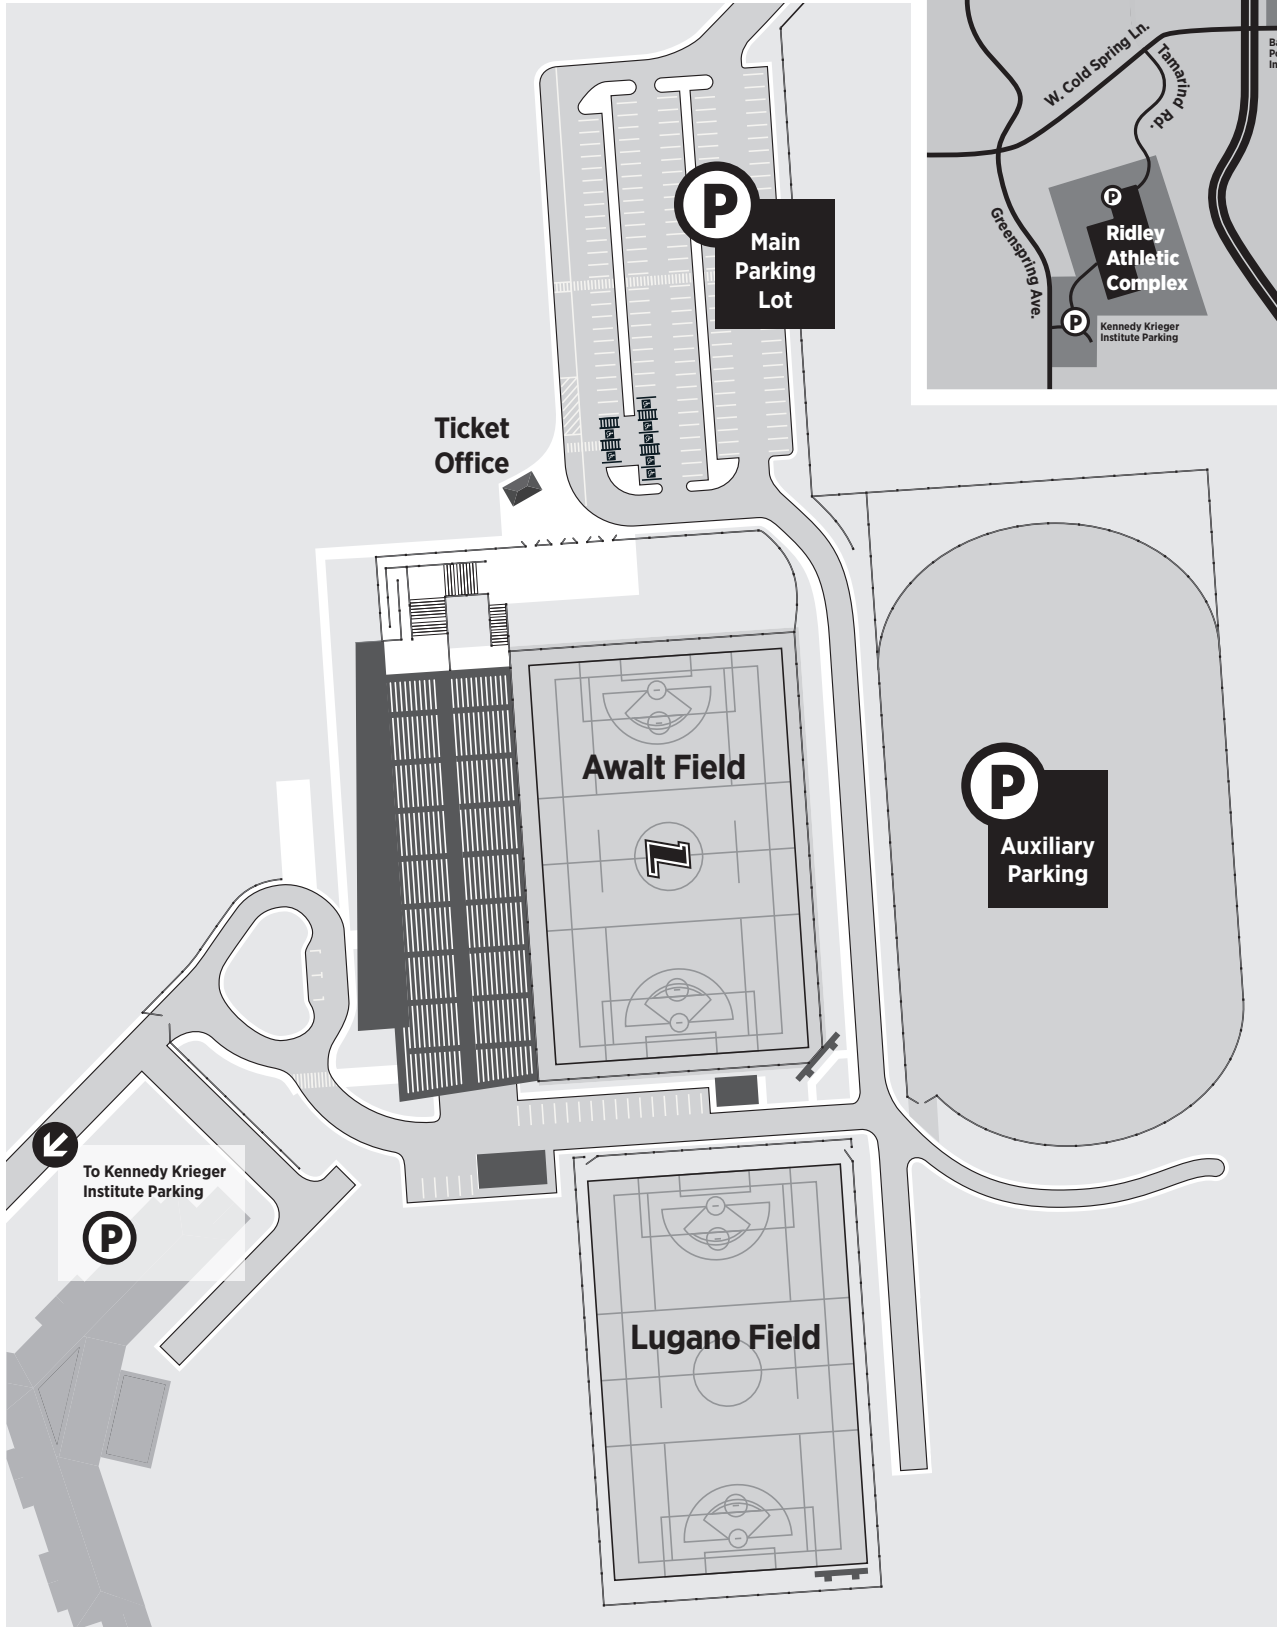 W. Cold Spring Ln.
Tamarind Rd.
Greenspring Ave.
P
Ridley
Athletic
Complex
P
Kennedy Krieger
Institute Parking
P
Main
Parking
Lot
Ticket
Office
Awalt Field
P
Auxiliary
Parking
To Kennedy Krieger
Institute Parking
P
Lugano Field